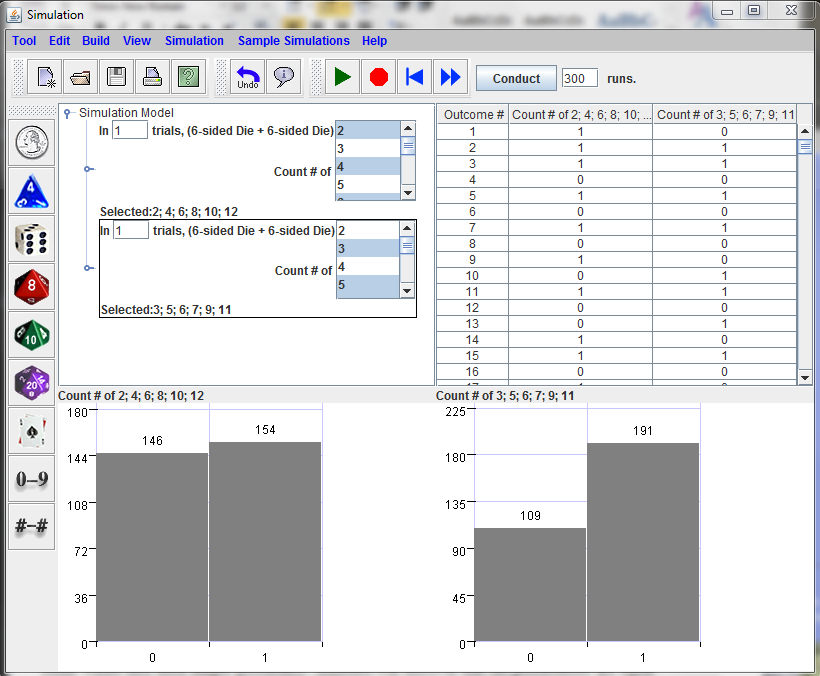 Simulation
Tool Edit Build View Simulation Sample Simulations Help
Undo
Conduct 300 runs.
Simulation Model
In 1 trials, (6-sided Die + 6-sided Die)
2
3
Count # of
4
5
Selected:2; 4; 6; 8; 10; 12
In 1 trials, (6-sided Die + 6-sided Die)
2
3
Count # of
4
5
Selected:3; 5; 6; 7; 9; 11
Outcome # Count # of 2; 4; 6; 8; 10; ... Count # of 3; 5; 6; 7; 9; 11
1 1 0
2 1 1
3 1 1
4 0 0
5 1 1
6 0 0
7 1 1
8 0 0
9 1 0
10 0 1
11 1 1
12 0 0
13 0 1
14 1 0
15 1 1
16 0 0
4
8
10
20
0-9
#-#
Count # of 2; 4; 6; 8; 10; 12
180
144
108
72
36
0
146
154
0 1
Count # of 3; 5; 6; 7; 9; 11
225
180
135
90
45
0
109
191
0 1